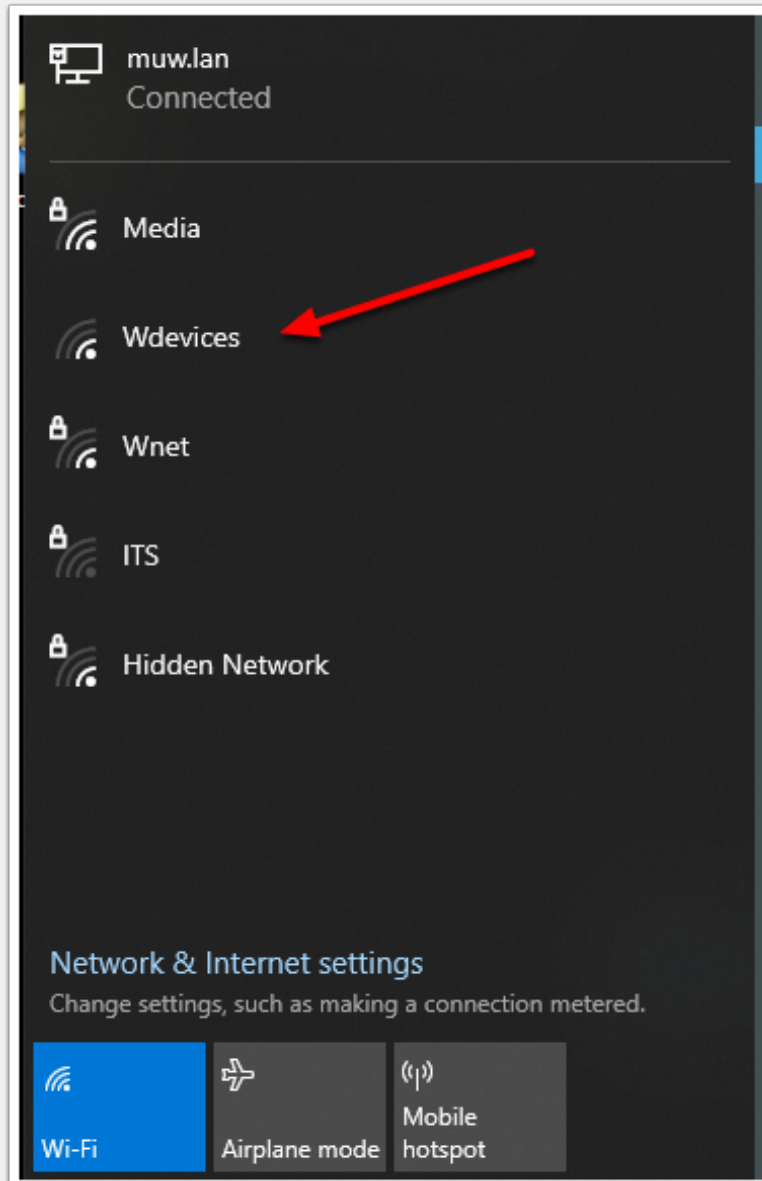 muw.lan
Connected
Media
Wdevices
Wnet
ITS
Hidden Network
Network & Internet settings
Change settings, such as making a connection metered.
Wi-Fi
Airplane mode
Mobile
hotspot